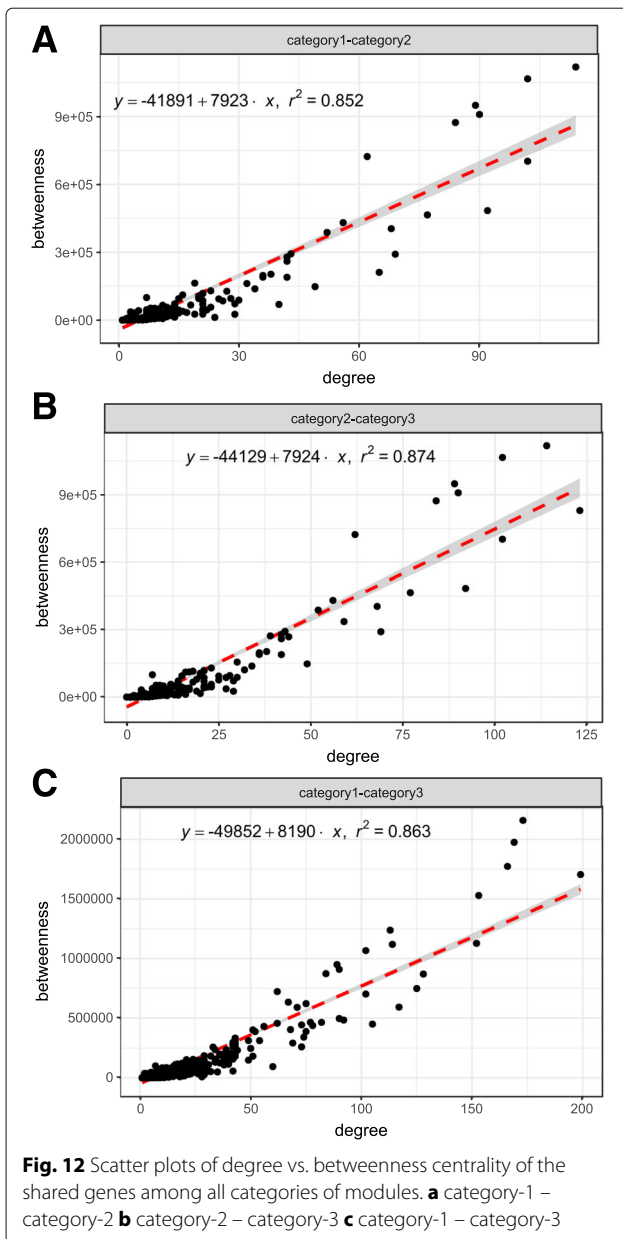 A
category1-category2
y = -41891 + 7923 · x, r² = 0.852
9e+05
6e+05
3e+05
0e+00
betweenness
0 30 60 90
degree
B
category2-category3
y = -44129 + 7924 · x, r² = 0.874
9e+05
6e+05
3e+05
0e+00
betweenness
0 25 50 75 100 125
degree
C
category1-category3
y = -49852 + 8190 · x, r² = 0.863
2000000
1500000
1000000
500000
0
betweenness
0 50 100 150 200
degree
Fig. 12 Scatter plots of degree vs. betweenness centrality of the
shared genes among all categories of modules. a category-1 –
category-2 b category-2 – category-3 c category-1 – category-3